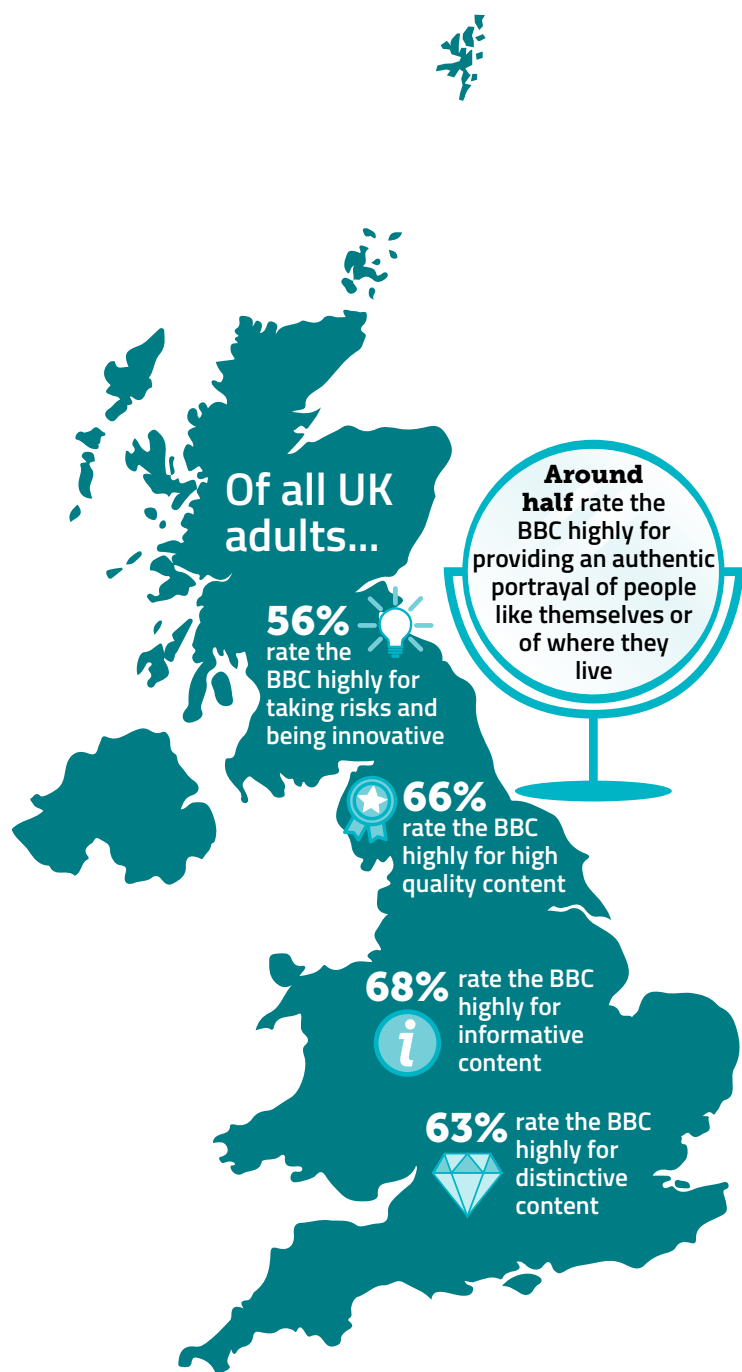 Of all UK
adults...
56%
rate the
BBC highly for
taking risks and
being innovative
Around
half rate the
BBC highly for
providing an authentic
portrayal of people
like themselves or
of where they
live
66%
rate the BBC
highly for high
quality content
68%
rate the BBC
highly for
informative
content
i
63%
rate the BBC
highly for
distinctive
content